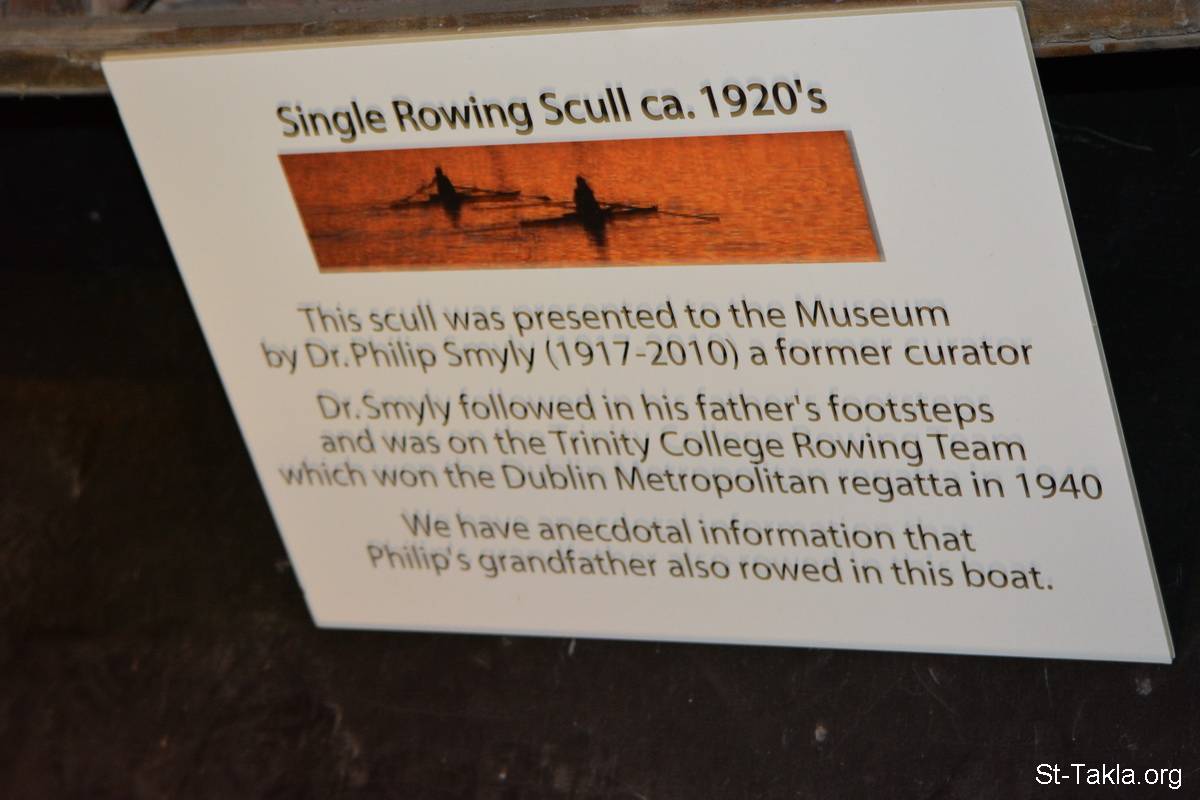 Single Rowing Scull ca. 1920's
This scull was presented to the Museum
by Dr. Philip Smyly (1917-2010) a former curator
Dr. Smyly followed in his father's footsteps
and was on the Trinity College Rowing Team
which won the Dublin Metropolitan regatta in 1940
We have anecdotal information that
Philip's grandfather also rowed in this boat.
St-Takla.org